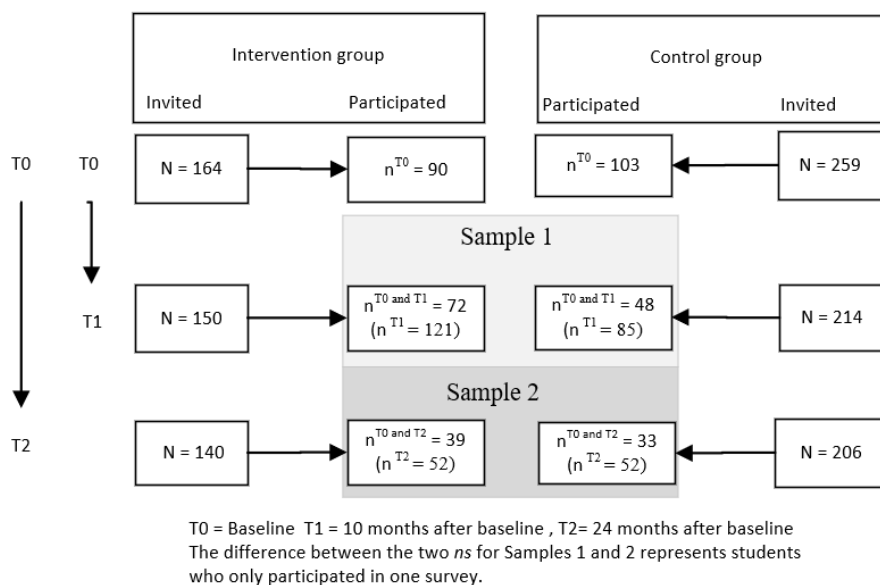 Intervention group
Control group
Invited Participated
Participated Invited
T0 T0 N = 164 n^T0 = 90 n^T0 = 103 N = 259
Sample 1
T1 N = 150 n^T0 and T1 = 72 n^T0 and T1 = 48 N = 214
(n^T1 = 121) (n^T1 = 85)
Sample 2
T2 N = 140 n^T0 and T2 = 39 n^T0 and T2 = 33 N = 206
(n^T2 = 52) (n^T2 = 52)
T0 = Baseline T1 = 10 months after baseline , T2= 24 months after baseline
The difference between the two ns for Samples 1 and 2 represents students
who only participated in one survey.